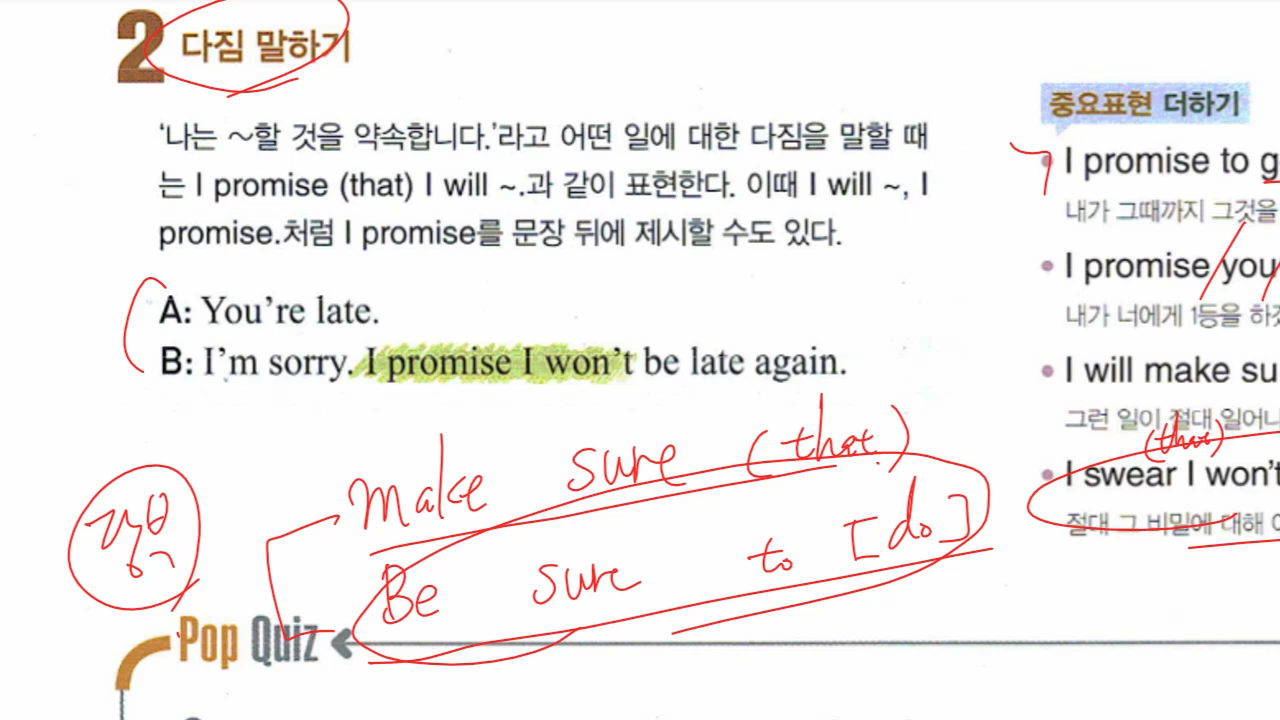 2 다짐 말하기
'나는 ~할 것을 약속합니다.'라고 어떤 일에 대한 다짐을 말할 때
는 I promise (that) I will ~.과 같이 표현한다. 이때 I will ~, I
promise.처럼 I promise를 문장 뒤에 제시할 수도 있다.
A: You're late.
B: I'm sorry. I promise I won't be late again.
Make sure (that)
Be sure to [do]
Pop Quiz
중요표현 더하기
I promise to g
내가 그때까지 그것을
I promise you
내가 너에게 1등을 하겠
I will make su
그런 일이 절대 일어나
(that)
I swear I won't
절대 그 비밀에 대해